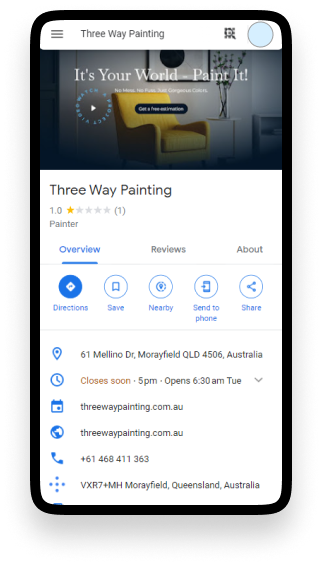 Three Way Painting
It's Your World - Paint It!
No Mess, No Fuss, Just Gorgeous Colors.
Get a free estimation
Three Way Painting
1.0 (1)
Painter
Overview Reviews About
Directions Save Nearby Send to phone Share
61 Mellino Dr, Morayfield QLD 4506, Australia
Closes soon · 5 pm · Opens 6:30 am Tue
threewaypainting.com.au
threewaypainting.com.au
+61 468 411 363
VXR7+MH Morayfield, Queensland, Australia